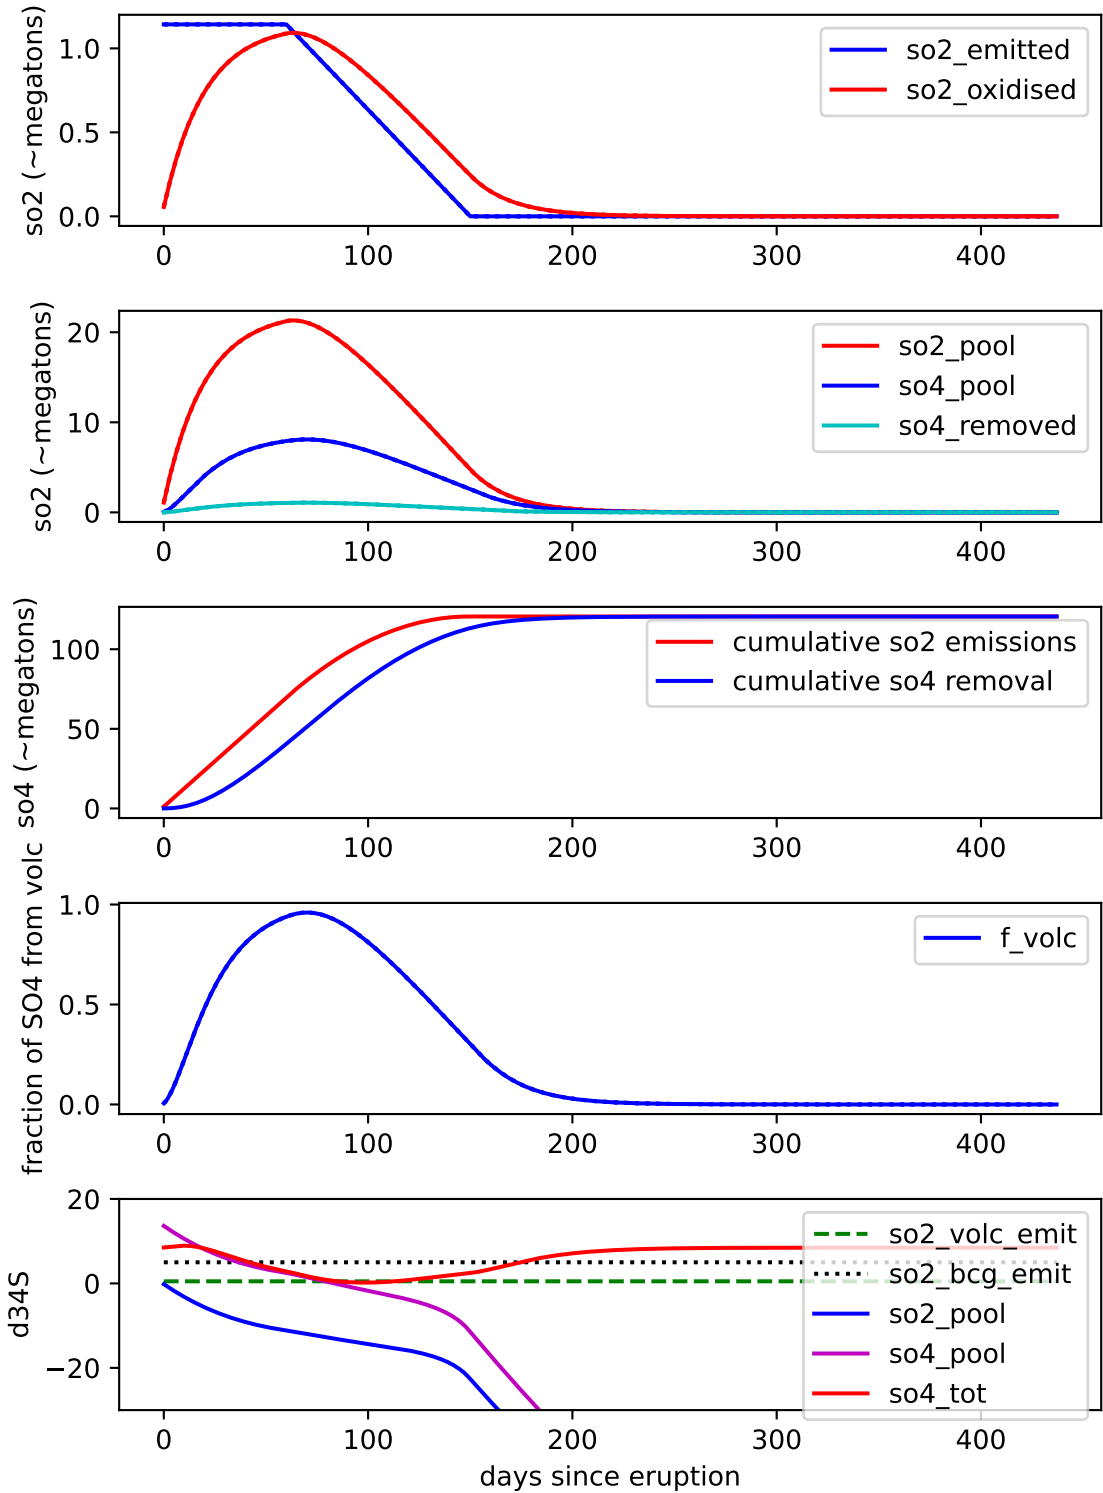 so2 (~megatons)
1.0
0.5
0.0
so2_emitted
so2_oxidised
0 100 200 300 400
so2 (~megatons)
20
10
0
so2_pool
so4_pool
so4_removed
0 100 200 300 400
so4 (~megatons)
100
50
0
cumulative so2 emissions
cumulative so4 removal
0 100 200 300 400
fraction of SO4 from volc
1.0
0.5
0.0
f_volc
0 100 200 300 400
d34S
20
0
−20
so2_volc_emit
so2_bcg_emit
so2_pool
so4_pool
so4_tot
0 100 200 300 400
days since eruption